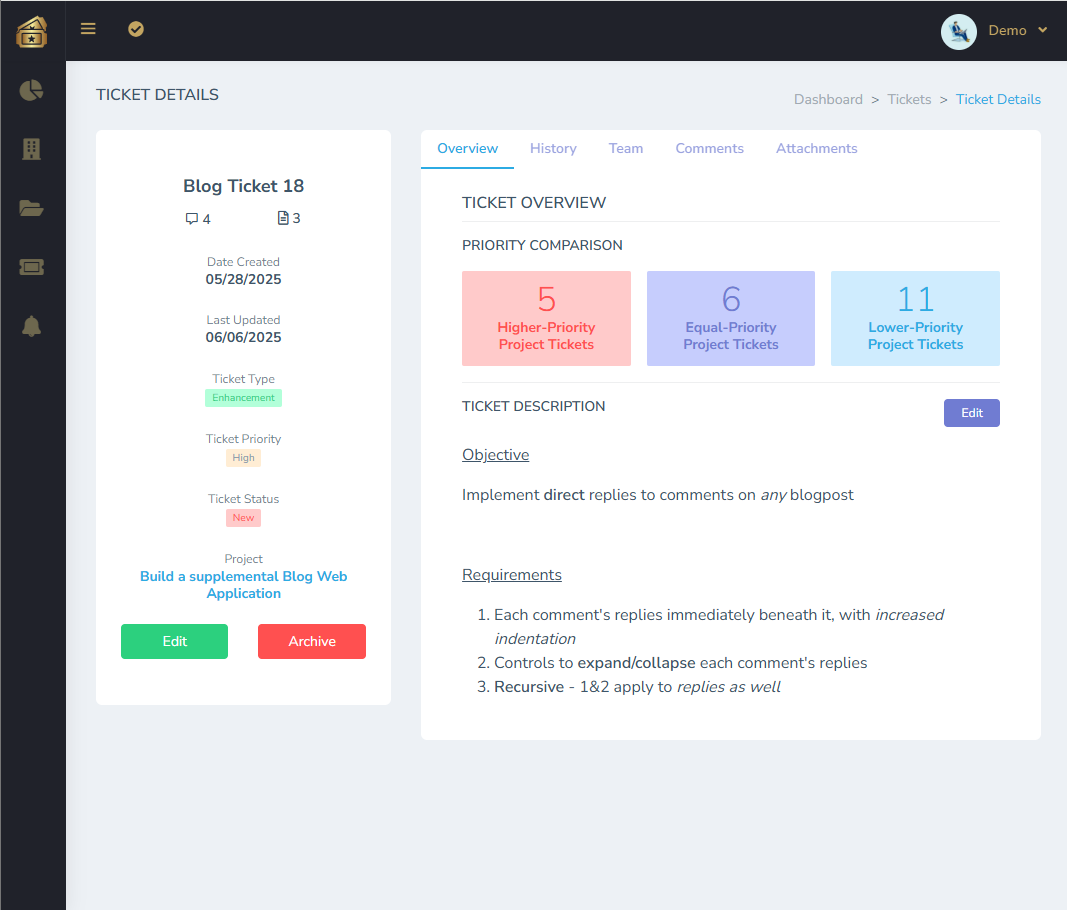 Demo
TICKET DETAILS
Dashboard > Tickets > Ticket Details
Blog Ticket 18
4 3
Date Created
05/28/2025
Last Updated
06/06/2025
Ticket Type
Enhancement
Ticket Priority
High
Ticket Status
New
Project
Build a supplemental Blog Web
Application
Edit Archive
Overview History Team Comments Attachments
TICKET OVERVIEW
PRIORITY COMPARISON
5
Higher-Priority
Project Tickets
6
Equal-Priority
Project Tickets
11
Lower-Priority
Project Tickets
TICKET DESCRIPTION
Edit
Objective
Implement direct replies to comments on any blogpost
Requirements
1. Each comment's replies immediately beneath it, with increased
indentation
2. Controls to expand/collapse each comment's replies
3. Recursive - 1&2 apply to replies as well